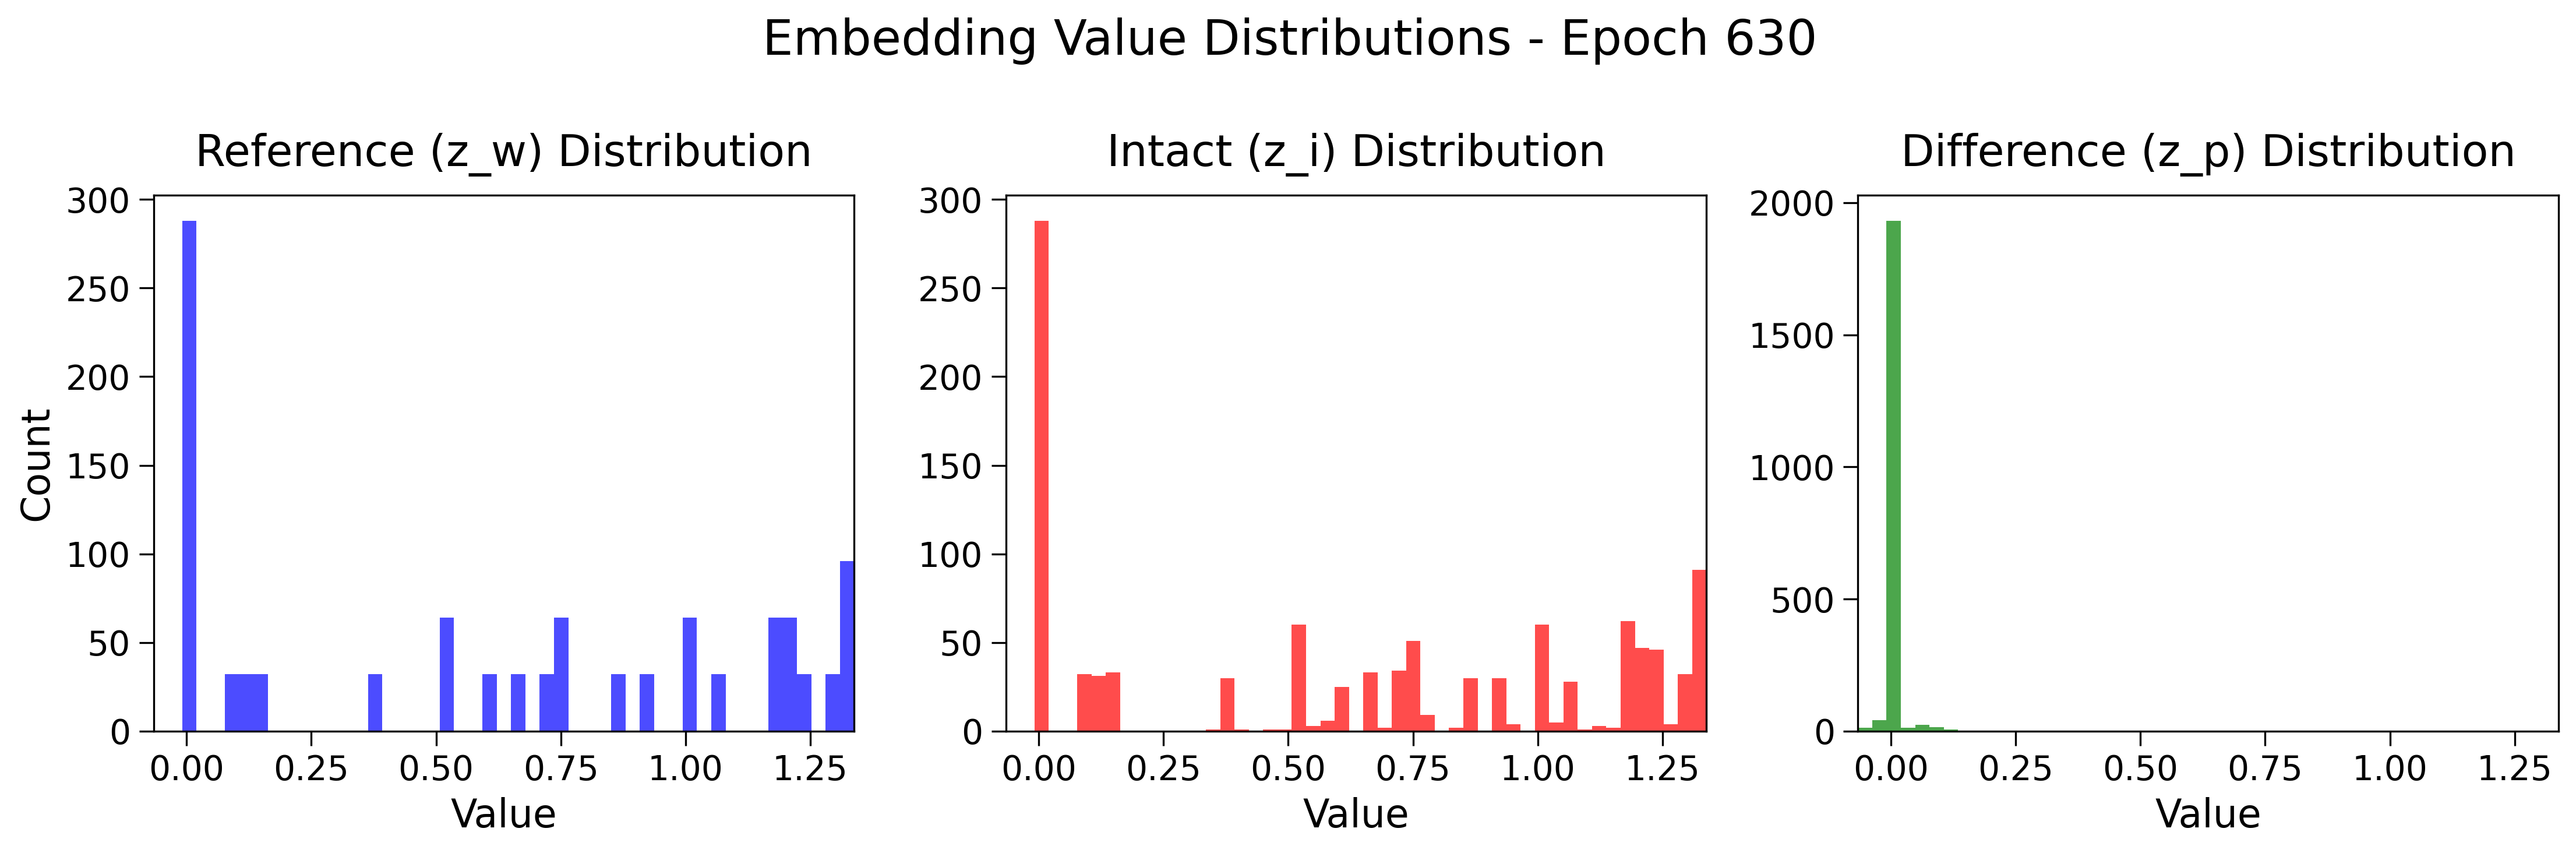 Embedding Value Distributions - Epoch 630
Reference (z_w) Distribution
Intact (z_i) Distribution
Difference (z_p) Distribution
Count
300
250
200
150
100
50
0
0.00 0.25 0.50 0.75 1.00 1.25
Value
300
250
200
150
100
50
0
0.00 0.25 0.50 0.75 1.00 1.25
Value
2000
1500
1000
500
0
0.00 0.25 0.50 0.75 1.00 1.25
Value